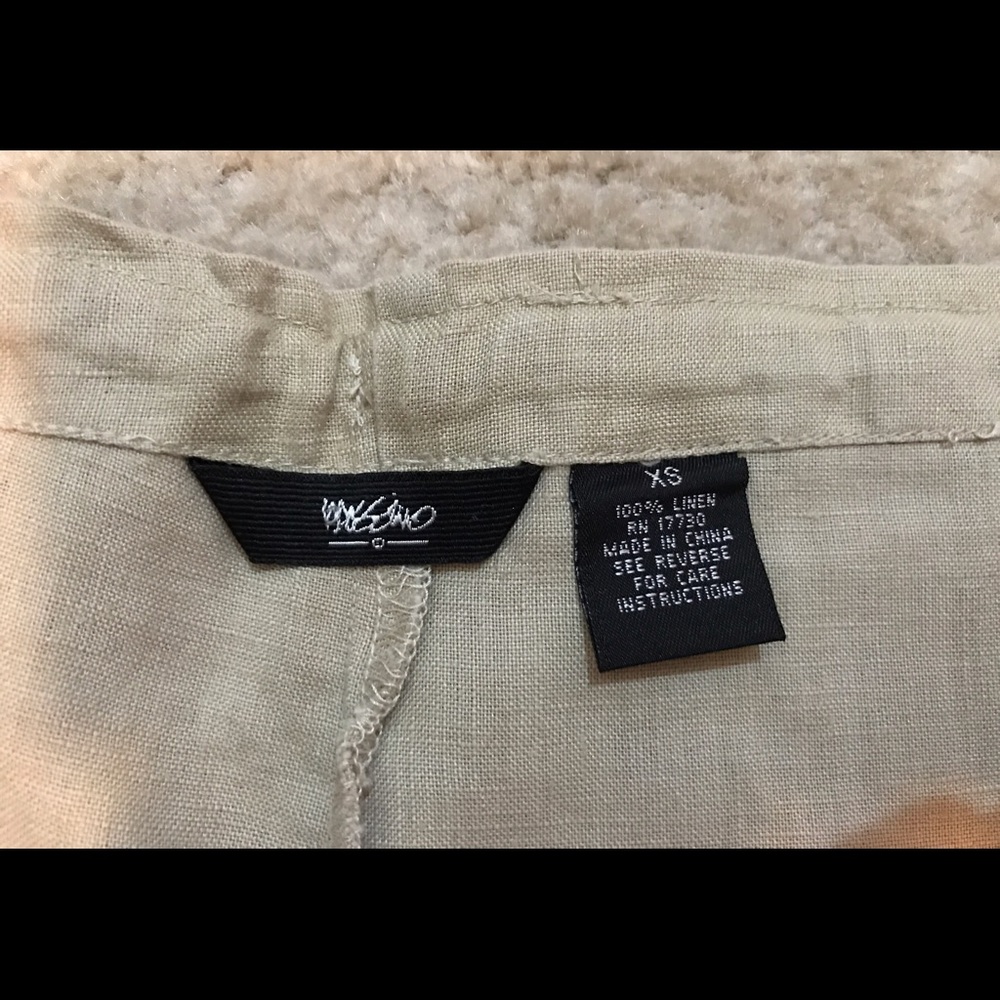 Mossimo
XS
100% LINEN
RN 17730
MADE IN CHINA
SEE REVERSE
FOR CARE
INSTRUCTIONS